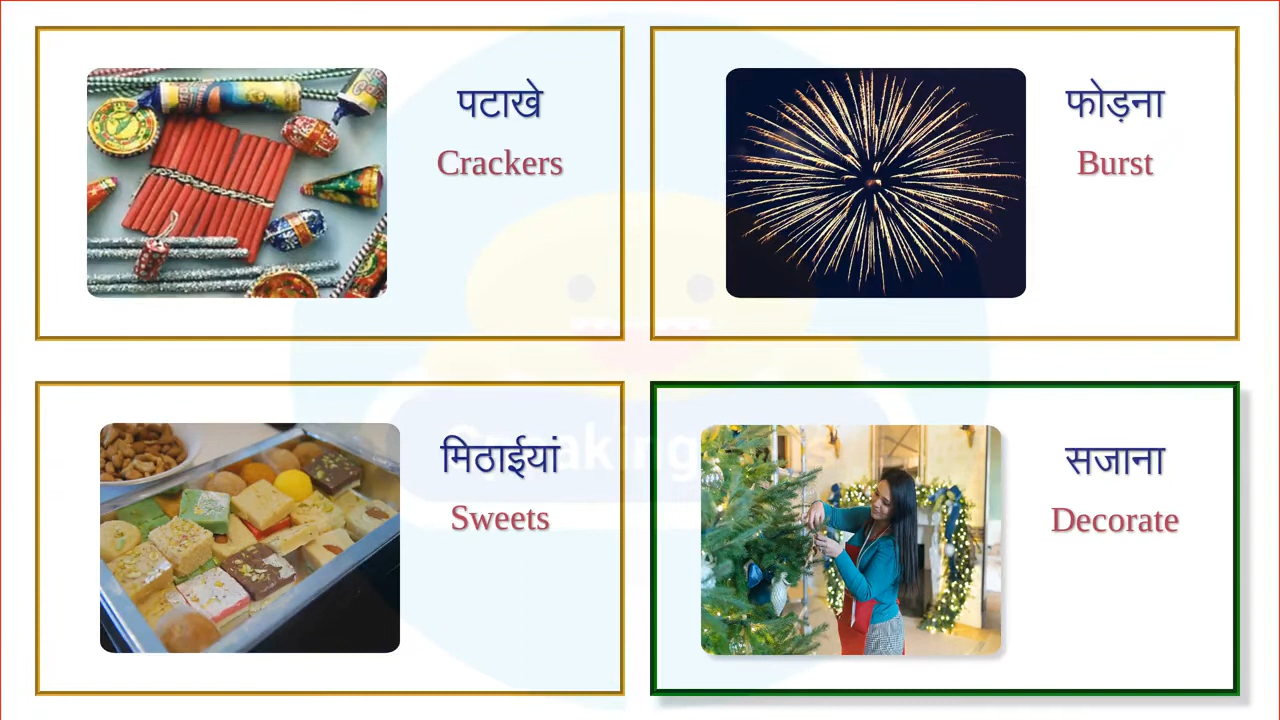 पटाखे
Crackers
फोड़ना
Burst
मिठाईयां
Sweets
सजाना
Decorate